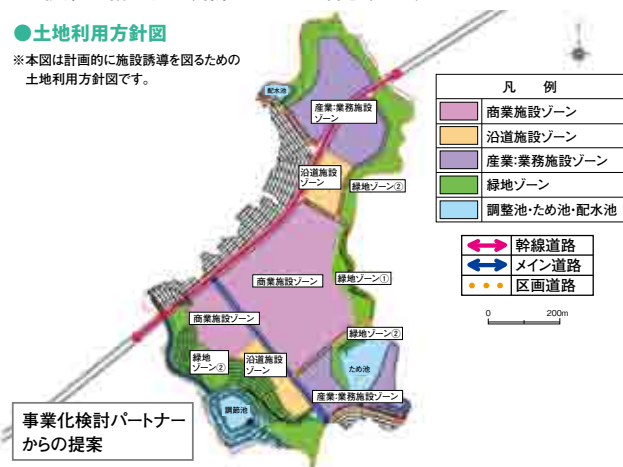 ●土地利用方針図
※本図は計画的に施設誘導を図るための
土地利用方針図です。
配水池
産業:業務施設
ゾーン
沿道施設
ゾーン
緑地ゾーン②
商業施設ゾーン
緑地ゾーン①
商業施設ゾーン
緑地ゾーン②
緑地
ゾーン②
沿道施設
ゾーン
ため池
産業:業務施設ゾーン
調節池
事業化検討パートナー
からの提案
凡 例
商業施設ゾーン
沿道施設ゾーン
産業:業務施設ゾーン
緑地ゾーン
調整池・ため池・配水池
幹線道路
メイン道路
区画道路
0 200m